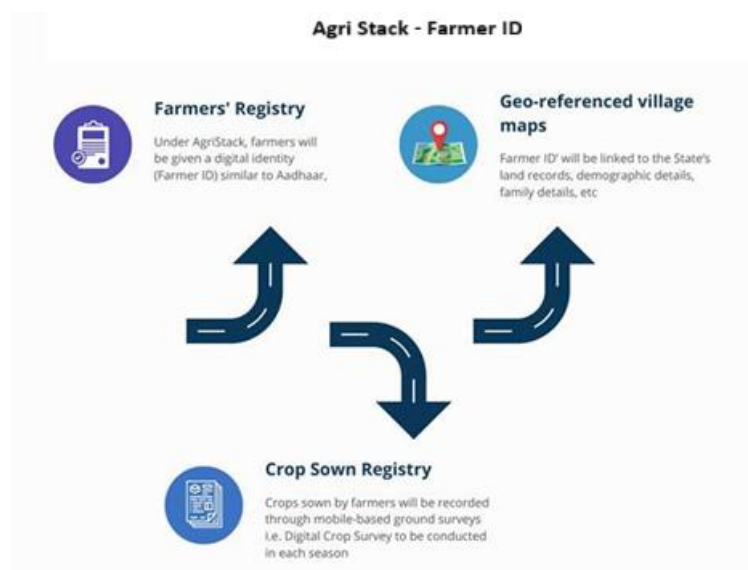 Agri Stack - Farmer ID
Farmers' Registry
Under AgriStack, farmers will
be given a digital identity
(Farmer ID) similar to Aadhaar,
Geo-referenced village
maps
Farmer ID' will be linked to the State's
land records, demographic details,
family details, etc
Crop Sown Registry
Crops sown by farmers will be recorded
through mobile-based ground surveys
i.e. Digital Crop Survey to be conducted
in each season